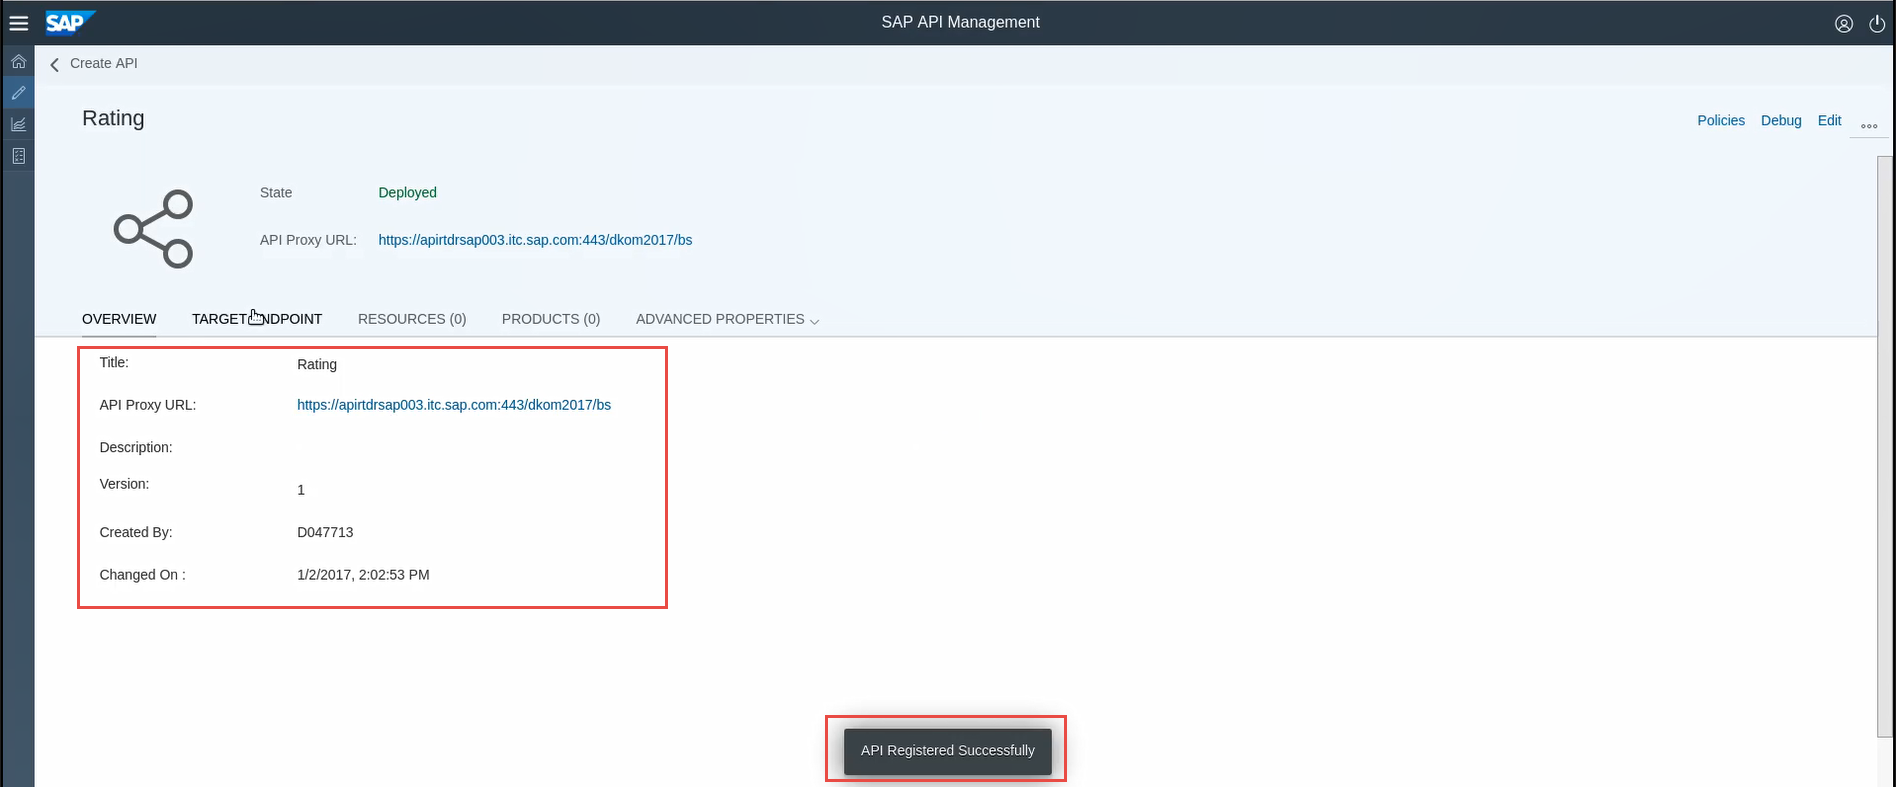 SAP SAP API Management
Create API
Rating
Policies Debug Edit
State Deployed
API Proxy URL: https://apirtdrsap003.itc.sap.com:443/dkom2017/bs
OVERVIEW TARGET ENDPOINT RESOURCES (0) PRODUCTS (0) ADVANCED PROPERTIES
Title: Rating
API Proxy URL: https://apirtdrsap003.itc.sap.com:443/dkom2017/bs
Description:
Version: 1
Created By: D047713
Changed On : 1/2/2017, 2:02:53 PM
API Registered Successfully